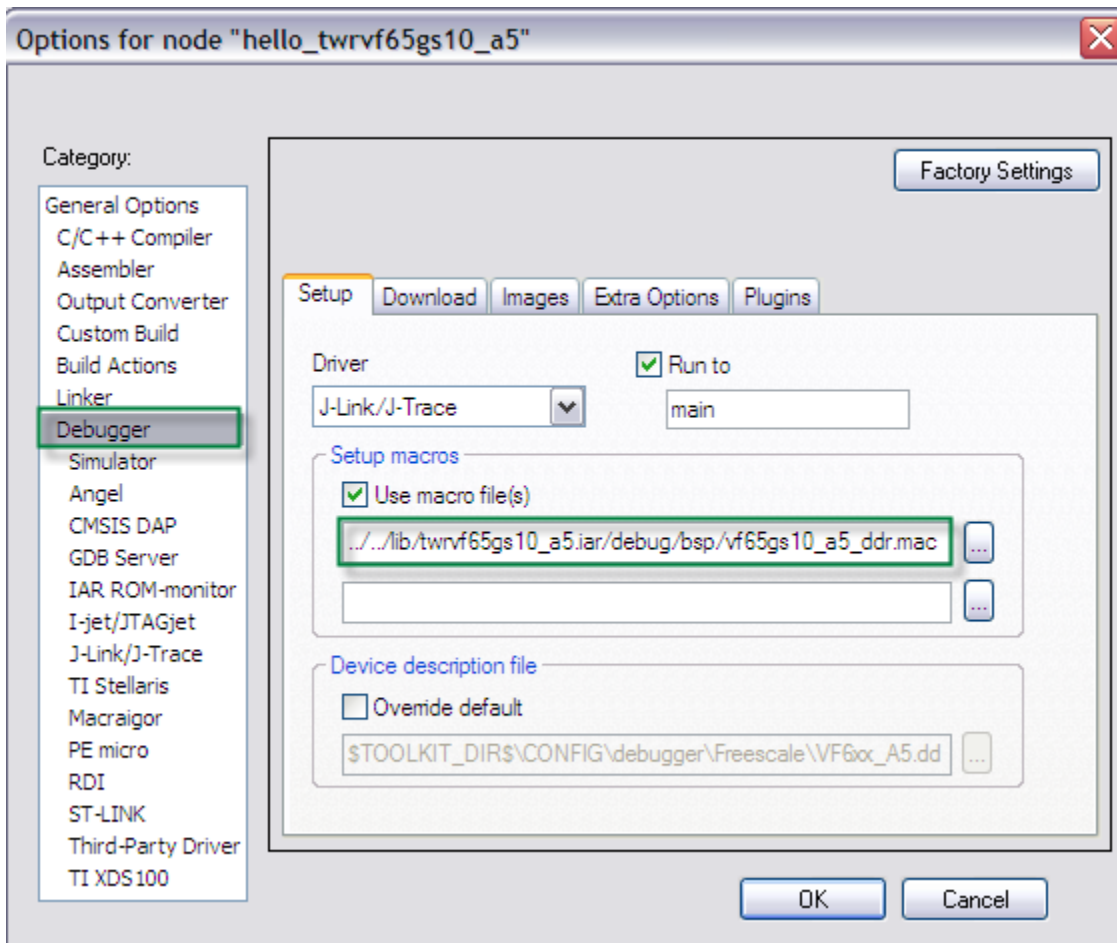 Options for node "hello_twrvf65gs10_a5"
Category:
Factory Settings
General Options
C/C++ Compiler
Assembler
Output Converter
Custom Build
Build Actions
Linker
Debugger
Simulator
Angel
CMSIS DAP
GDB Server
IAR ROM-monitor
I-jet/JTAGjet
J-Link/J-Trace
TI Stellaris
Macraigor
PE micro
RDI
ST-LINK
Third-Party Driver
TI XDS100
Setup
Download
Images
Extra Options
Plugins
Driver
Run to
J-Link/J-Trace
main
Setup macros
Use macro file(s)
../../lib/twrvf65gs10_a5.iar/debug/bsp/vf65gs10_a5_ddr.mac
...
...
Device description file
Override default
$TOOLKIT_DIR$\CONFIG\debugger\Freescale\VF6xx_A5.dd
...
OK
Cancel